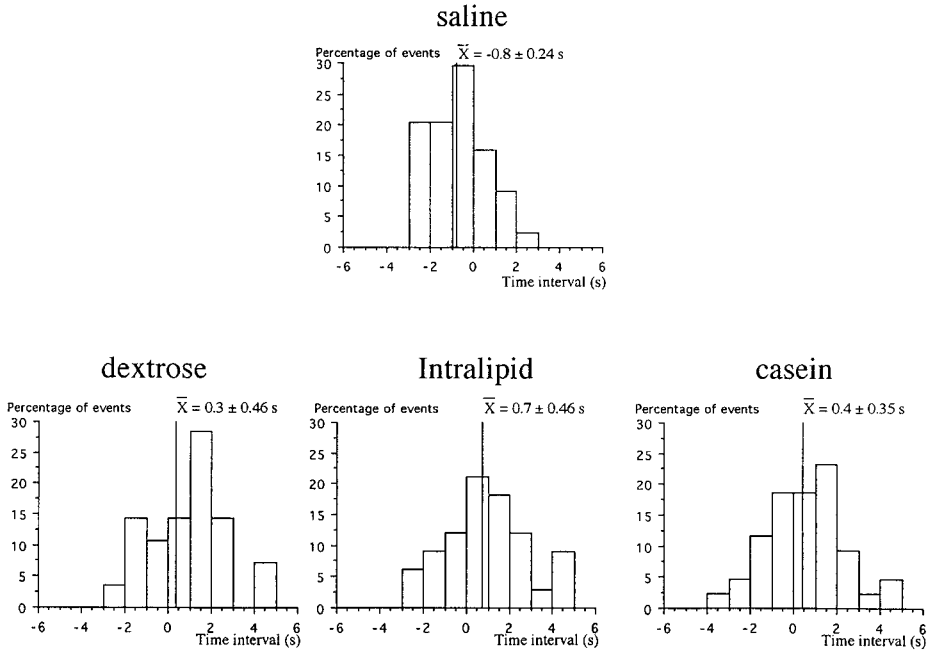 saline
Percentage of events X̄ = -0.8 ± 0.24 s
30
25
20
15
10
5
0
-6 -4 -2 0 2 4 6
Time interval (s)
dextrose
Percentage of events X̄ = 0.3 ± 0.46 s
30
25
20
15
10
5
0
-6 -4 -2 0 2 4 6
Time interval (s)
Intralipid
Percentage of events X̄ = 0.7 ± 0.46 s
30
25
20
15
10
5
0
-6 -4 -2 0 2 4 6
Time interval (s)
casein
Percentage of events X̄ = 0.4 ± 0.35 s
30
25
20
15
10
5
0
-6 -4 -2 0 2 4 6
Time interval (s)